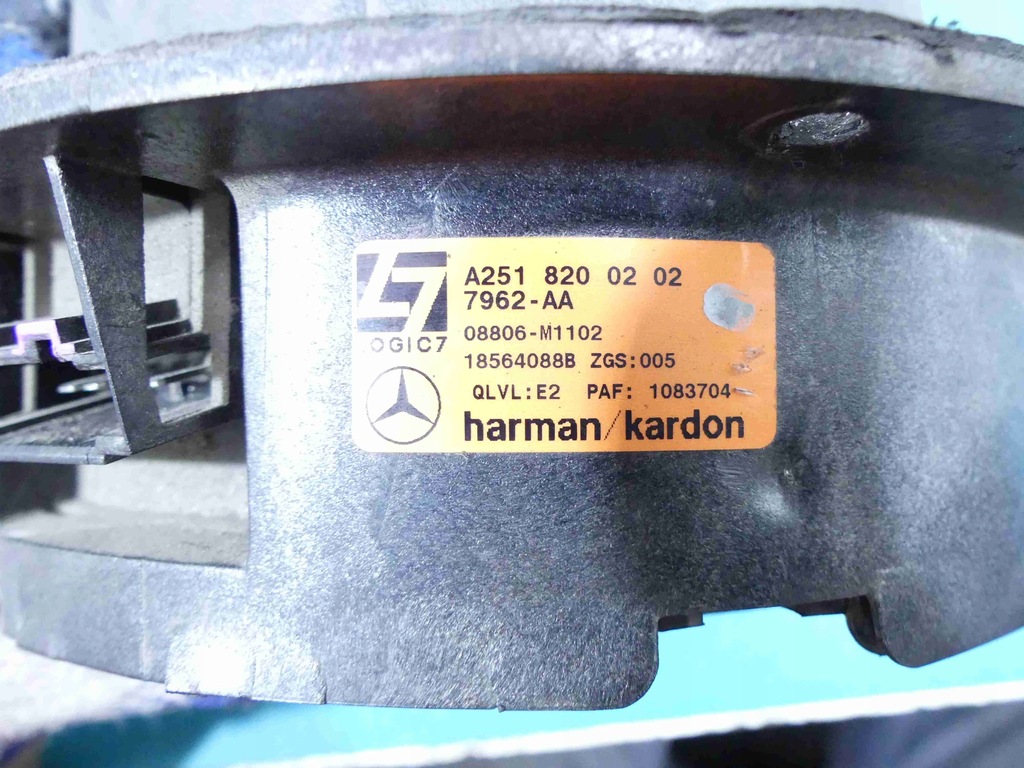 A251 820 02 02
7962-AA
OGIC7
08806-M1102
18564088B ZGS:005
QLVL:E2 PAF: 1083704
harman/kardon